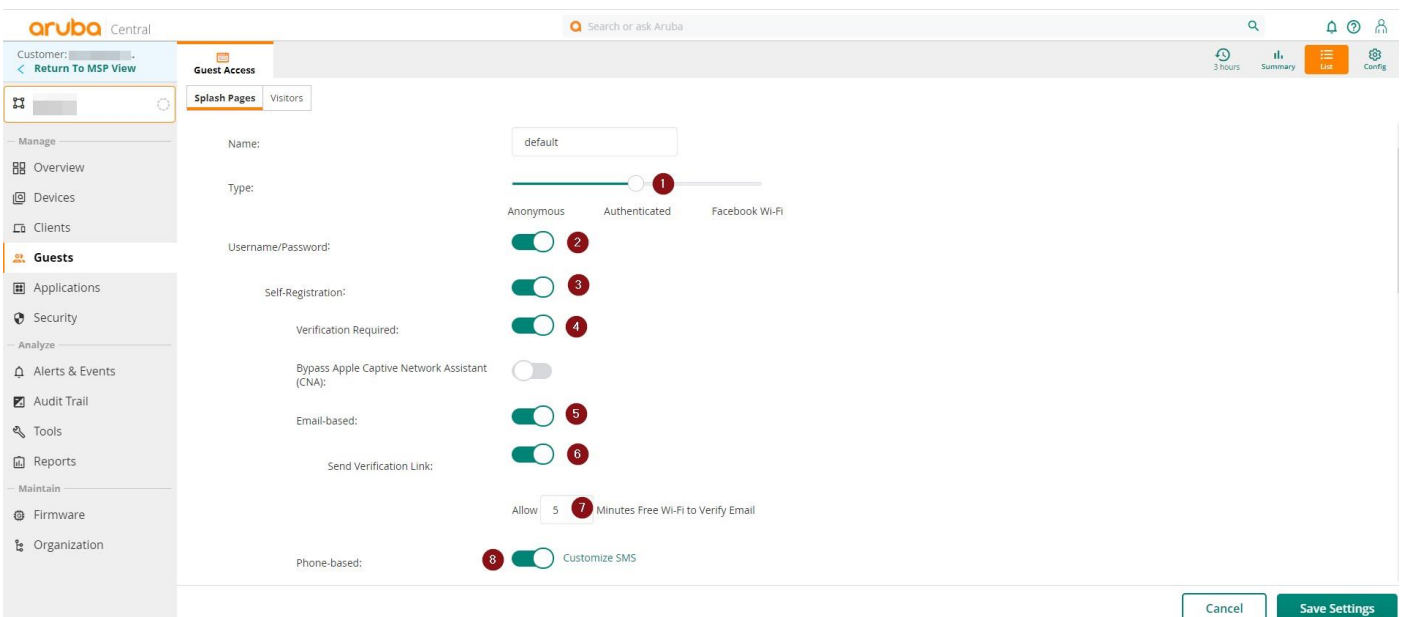 aruba Central
Search or ask Aruba
Customer:
Return To MSP View
Guest Access
3 hours
Summary
List
Config
Splash Pages
Visitors
Manage
Overview
Devices
Clients
Guests
Applications
Security
Analyze
Alerts & Events
Audit Trail
Tools
Reports
Maintain
Firmware
Organization
Name:
default
Type:
1
Anonymous
Authenticated
Facebook Wi-Fi
Username/Password:
2
Self-Registration:
3
Verification Required:
4
Bypass Apple Captive Network Assistant
(CNA):
Email-based:
5
Send Verification Link:
6
Allow 5 7 Minutes Free Wi-Fi to Verify Email
Phone-based:
8
Customize SMS
Cancel
Save Settings